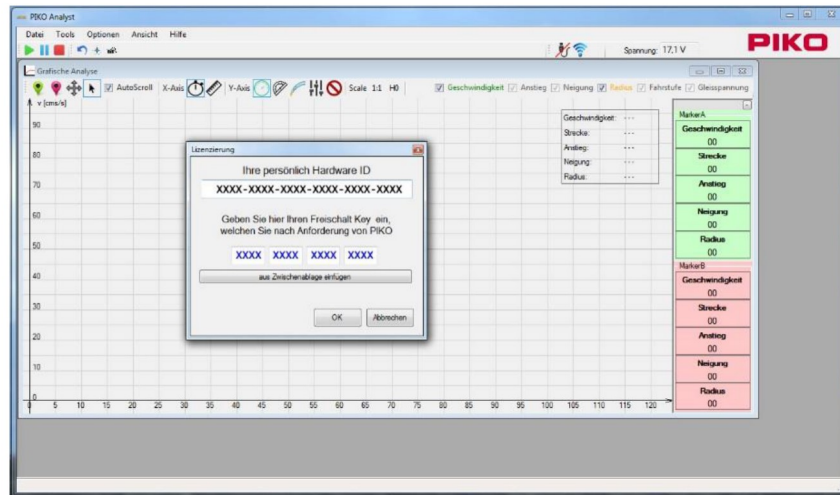 PIKO Analyst
Datei Tools Optionen Ansicht Hilfe
Spannung: 17,1 V
PIKO
Grafische Analyse
AutoScroll X-Axis Y-Axis Scale 1:1 H0 Geschwindigkeit Anstieg Neigung Radius Fahrstufe Gleisspannung
v [cms/s]
90
80
70
60
50
40
30
20
10
0
0 5 10 15 20 25 30 35 40 45 50 55 60 65 70 75 80 85 90 95 100 105 110 115 120
Geschwindigkeit: ---
Strecke: ---
Anstieg: ---
Neigung: ---
Radius: ---
MarkerA
Geschwindigkeit
00
Strecke
00
Anstieg
00
Neigung
00
Radius
00
MarkerB
Geschwindigkeit
00
Strecke
00
Anstieg
00
Neigung
00
Radius
00
Lizenzierung
Ihre persönlich Hardware ID
XXXX-XXXX-XXXX-XXXX-XXXX-XXXX
Geben Sie hier Ihren Freischalt Key ein,
welchen Sie nach Anforderung von PIKO
XXXX XXXX XXXX XXXX
aus Zwischenablage einfügen
OK Abbrechen